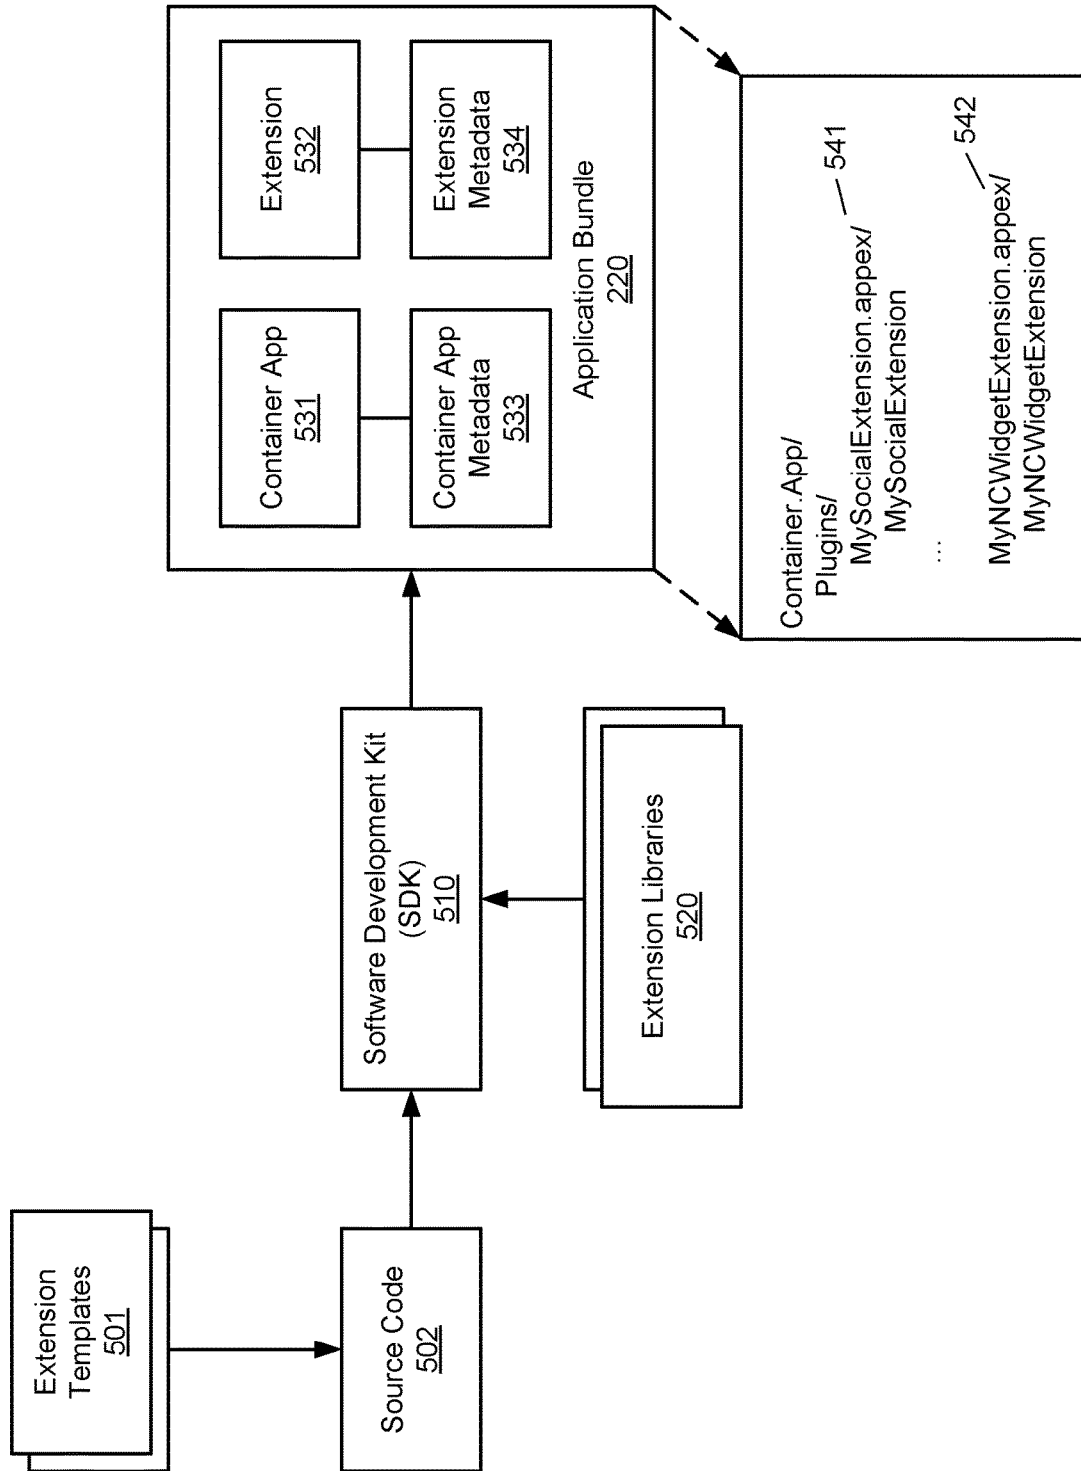 Extension
Templates
501
Source Code
502
Software Development Kit
(SDK)
510
Extension Libraries
520
Container App
531
Extension
532
Container App
Metadata
533
Extension
Metadata
534
Application Bundle
220
Container.App/
Plugins/
MySocialExtension.appex/
541
MySocialExtension
...
MyNCWidgetExtension.appex/
542
MyNCWidgetExtension